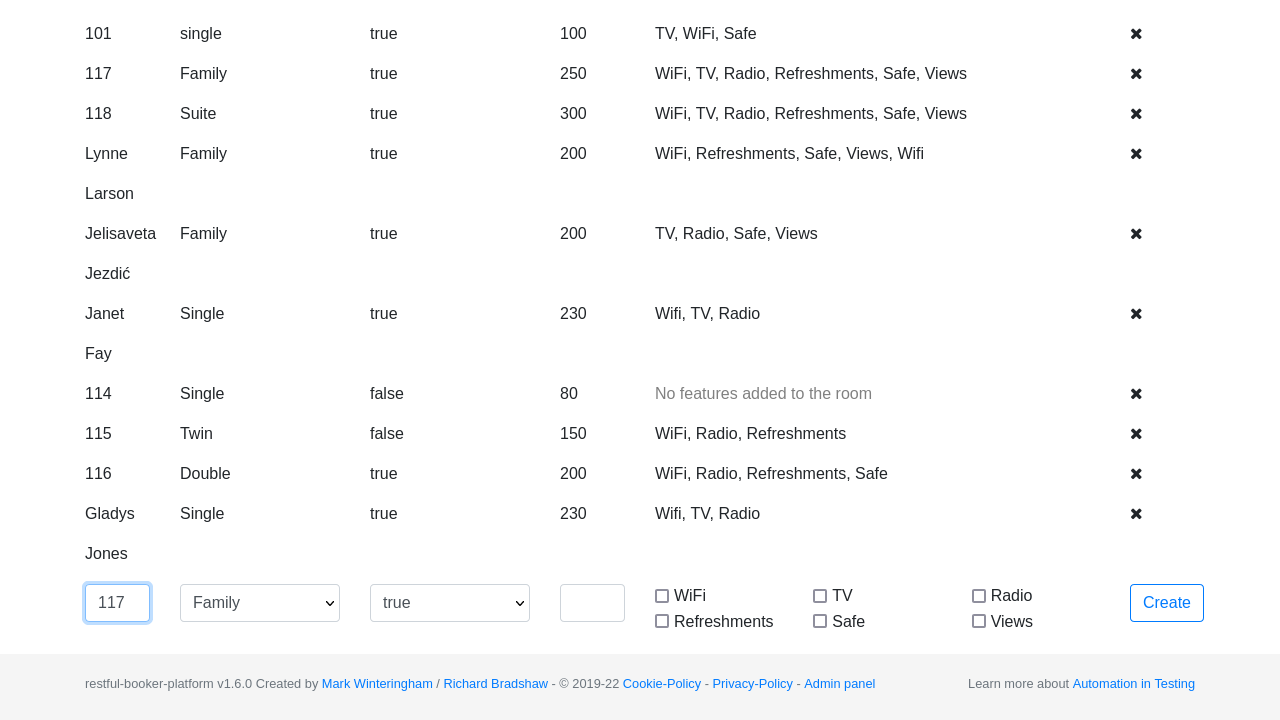 101 single true 100 TV, WiFi, Safe
117 Family true 250 WiFi, TV, Radio, Refreshments, Safe, Views
118 Suite true 300 WiFi, TV, Radio, Refreshments, Safe, Views
Lynne Family true 200 WiFi, Refreshments, Safe, Views, Wifi
Larson
Jelisaveta Family true 200 TV, Radio, Safe, Views
Jezdić
Janet Single true 230 Wifi, TV, Radio
Fay
114 Single false 80 No features added to the room
115 Twin false 150 WiFi, Radio, Refreshments
116 Double true 200 WiFi, Radio, Refreshments, Safe
Gladys Single true 230 Wifi, TV, Radio
Jones
117 Family true WiFi TV Radio Create
Refreshments Safe Views
restful-booker-platform v1.6.0 Created by Mark Winteringham / Richard Bradshaw - © 2019-22 Cookie-Policy - Privacy-Policy - Admin panel Learn more about Automation in Testing